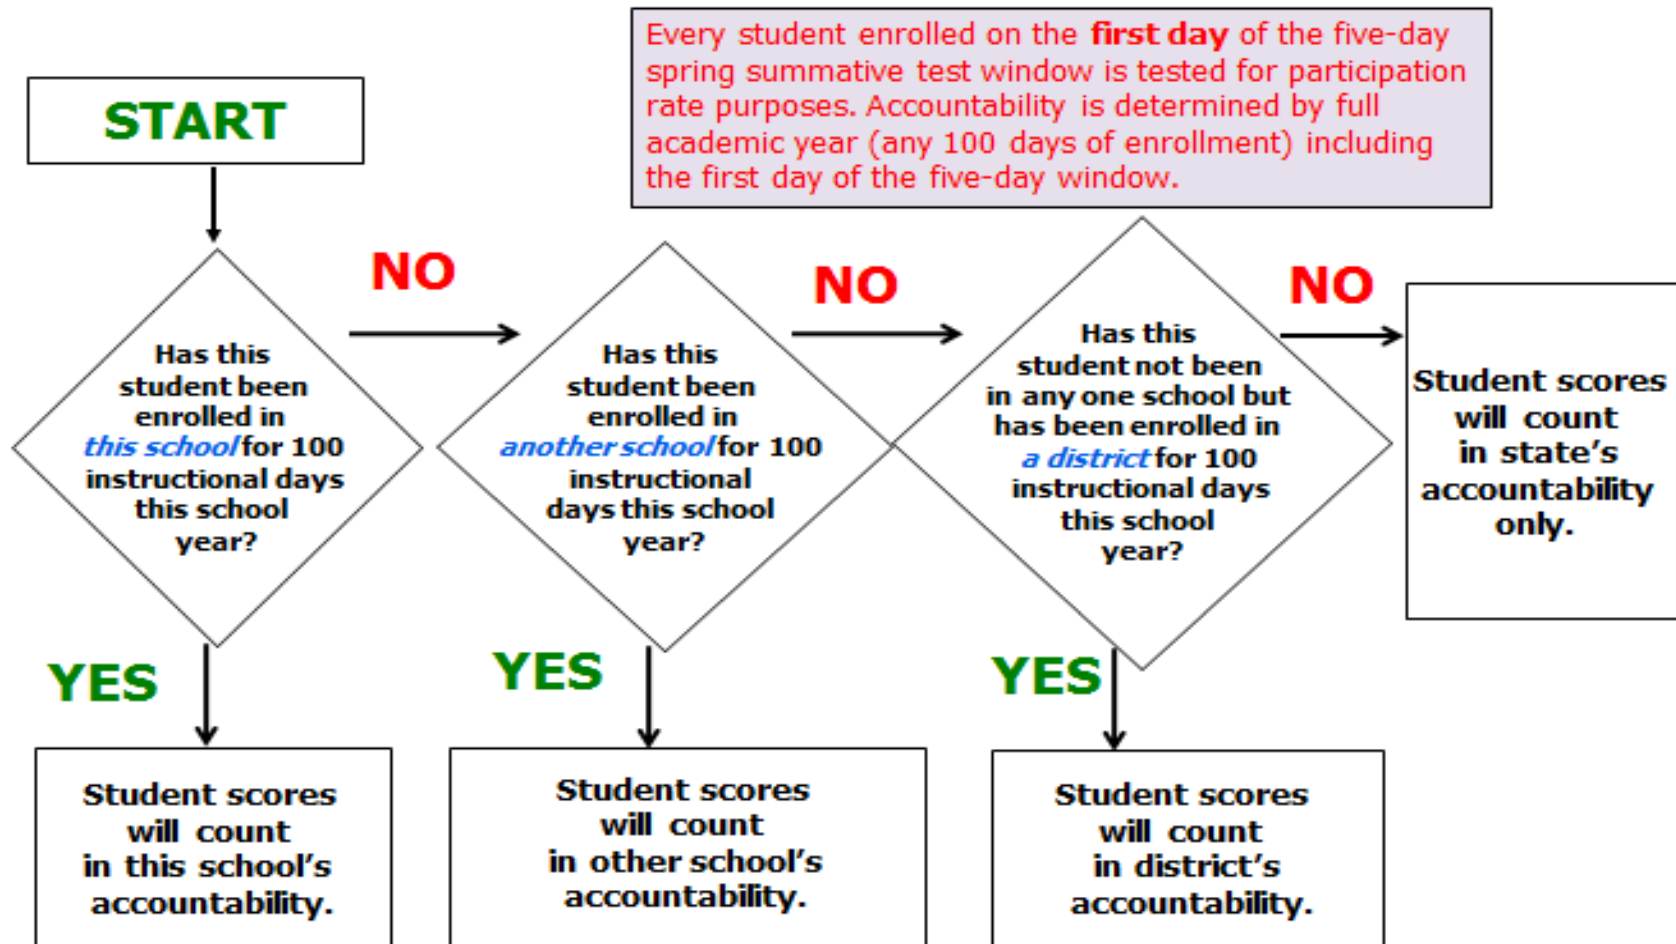 Every student enrolled on the first day of the five-day
spring summative test window is tested for participation
rate purposes. Accountability is determined by full
academic year (any 100 days of enrollment) including
the first day of the five-day window.
START
NO
NO
NO
Has this
student been
enrolled in
this school for 100
instructional days
this school
year?
Has this
student been
enrolled in
another school for 100
instructional
days this school
year?
Has this
student not been
in any one school but
has been enrolled in
a district for 100
instructional days
this school
year?
Student scores
will count
in state's
accountability
only.
YES
YES
YES
Student scores
will count
in this school's
accountability.
Student scores
will count
in other school's
accountability.
Student scores
will count
in district's
accountability.